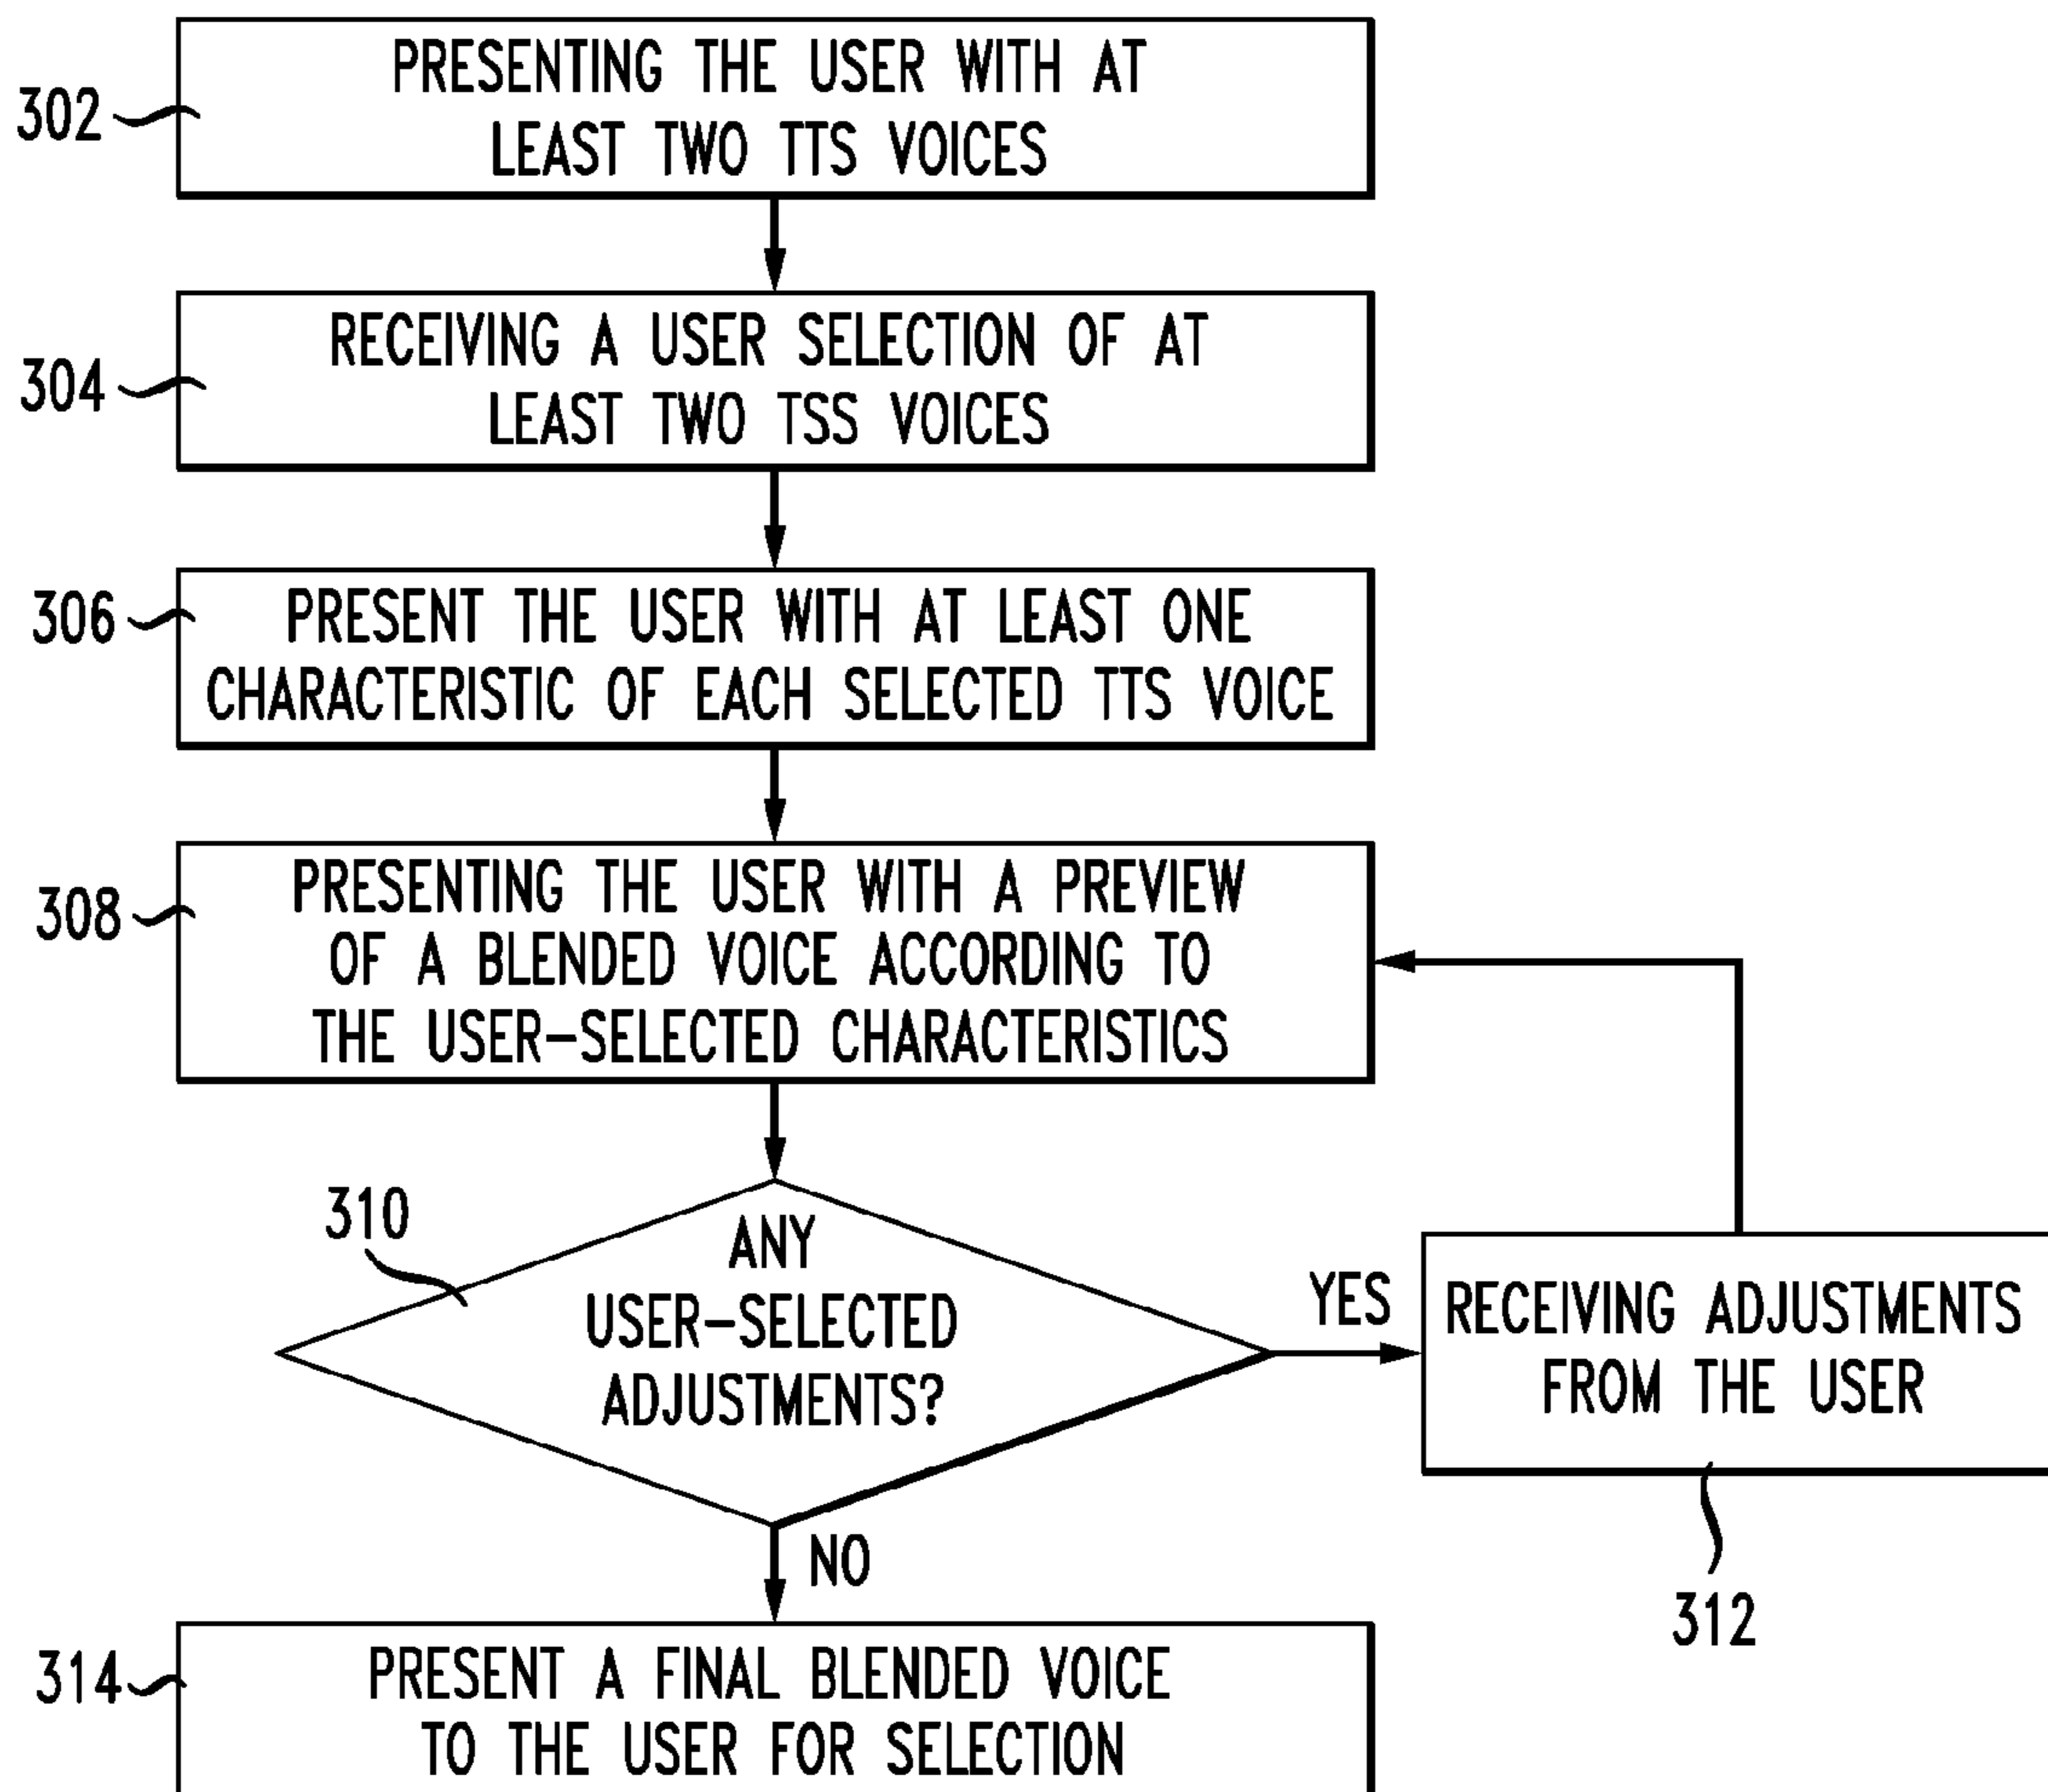 302
PRESENTING THE USER WITH AT
LEAST TWO TTS VOICES
304
RECEIVING A USER SELECTION OF AT
LEAST TWO TSS VOICES
306
PRESENT THE USER WITH AT LEAST ONE
CHARACTERISTIC OF EACH SELECTED TTS VOICE
308
PRESENTING THE USER WITH A PREVIEW
OF A BLENDED VOICE ACCORDING TO
THE USER-SELECTED CHARACTERISTICS
310
ANY
USER-SELECTED
ADJUSTMENTS?
YES
RECEIVING ADJUSTMENTS
FROM THE USER
312
NO
314
PRESENT A FINAL BLENDED VOICE
TO THE USER FOR SELECTION